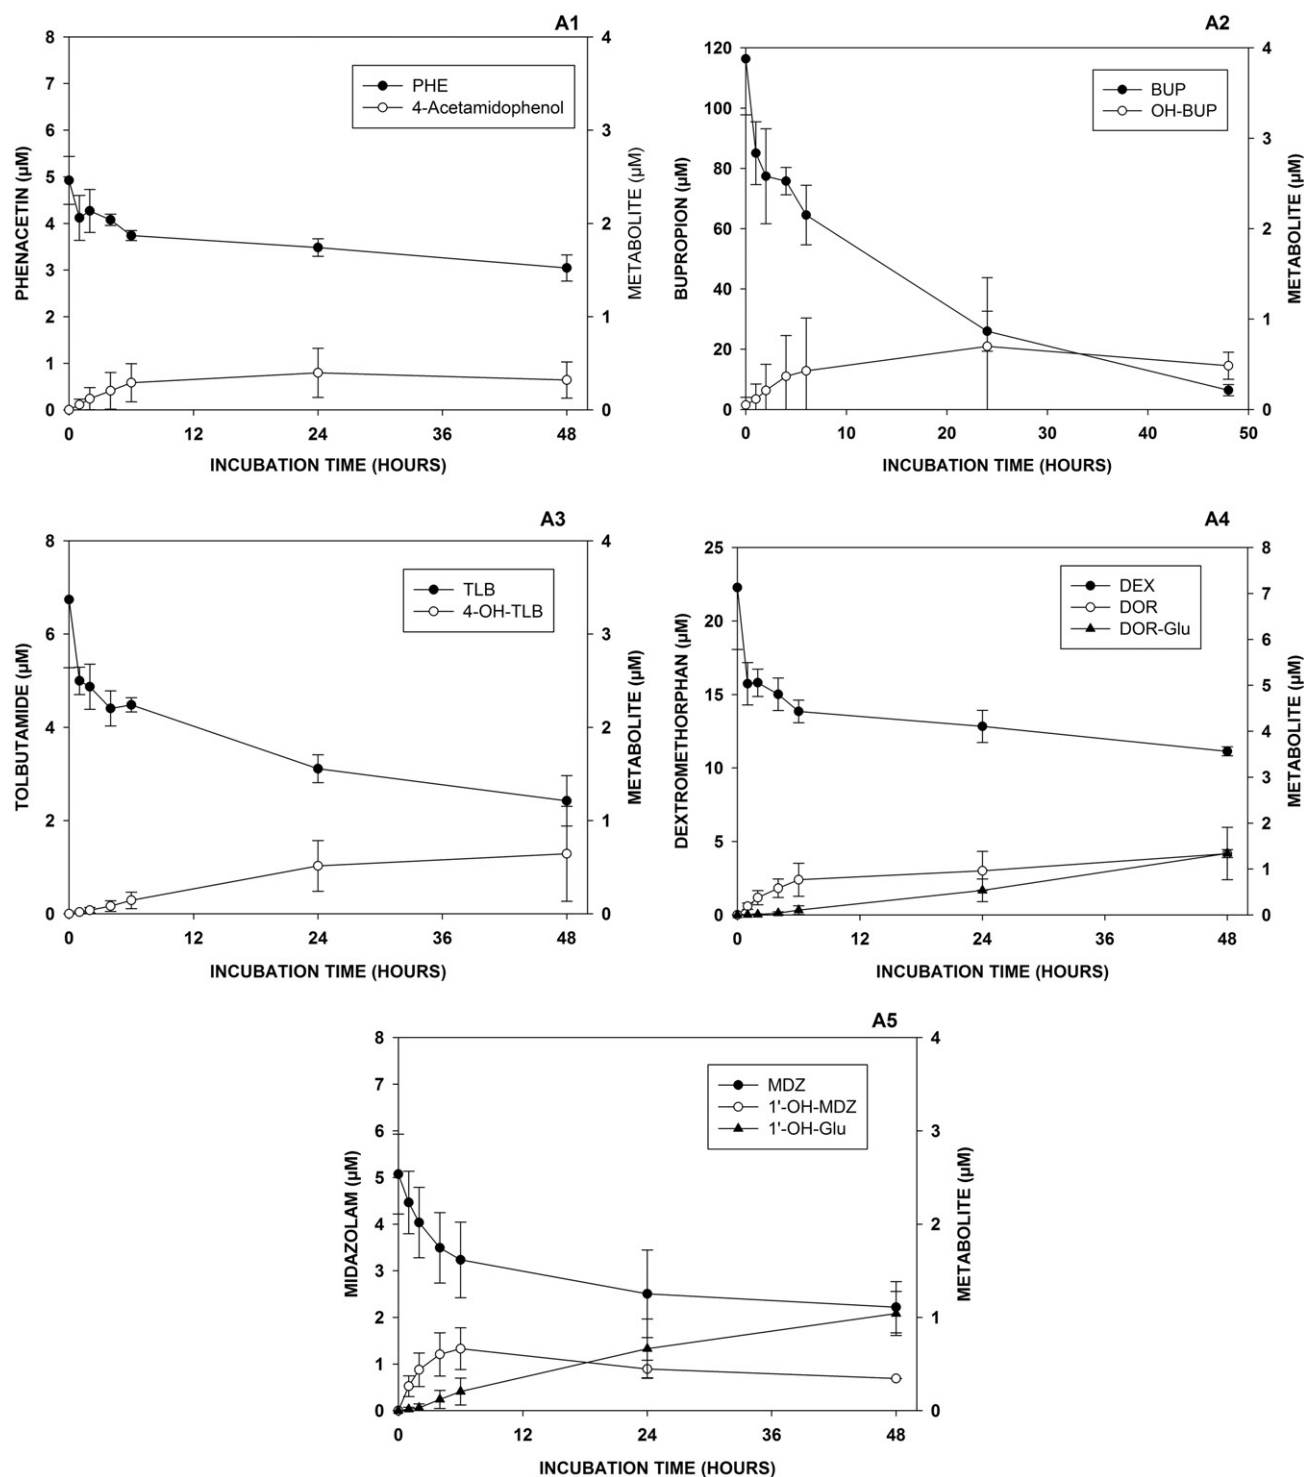 A1
8
7
6
5
4
3
2
1
0
PHENACETIN (µM)
4
3
2
1
0
METABOLITE (µM)
PHE
4-Acetamidophenol
0 12 24 36 48
INCUBATION TIME (HOURS)
A2
120
100
80
60
40
20
0
BUPROPION (µM)
4
3
2
1
0
METABOLITE (µM)
BUP
OH-BUP
0 10 20 30 40 50
INCUBATION TIME (HOURS)
A3
8
6
4
2
0
TOLBUTAMIDE (µM)
4
3
2
1
0
METABOLITE (µM)
TLB
4-OH-TLB
0 12 24 36 48
INCUBATION TIME (HOURS)
A4
25
20
15
10
5
0
DEXTROMETHORPHAN (µM)
8
7
6
5
4
3
2
1
0
METABOLITE (µM)
DEX
DOR
DOR-Glu
0 12 24 36 48
INCUBATION TIME (HOURS)
A5
8
7
6
5
4
3
2
1
0
MIDAZOLAM (µM)
4
3
2
1
0
METABOLITE (µM)
MDZ
1'-OH-MDZ
1'-OH-Glu
0 12 24 36 48
INCUBATION TIME (HOURS)